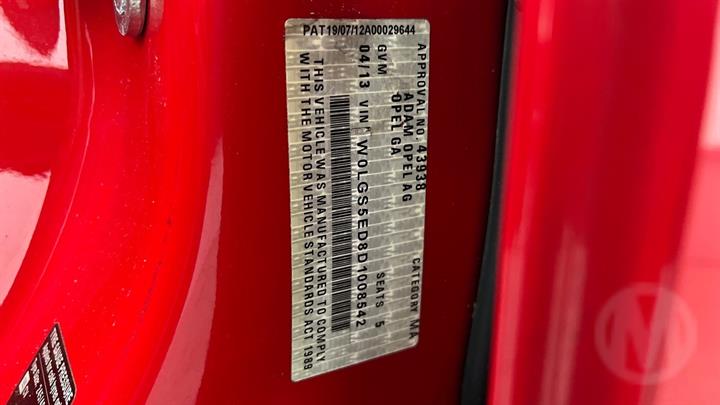 PAT19/07/12A00029644
APPROVAL NO. 43938 CATEGORY MA
ADAM OPEL AG
OPEL GA
GVM SEATS 5
04/13 VIN W0LGS5ED8D1008542
THIS VEHICLE WAS MANUFACTURED TO COMPLY
WITH THE MOTOR VEHICLE STANDARDS ACT 1989
M